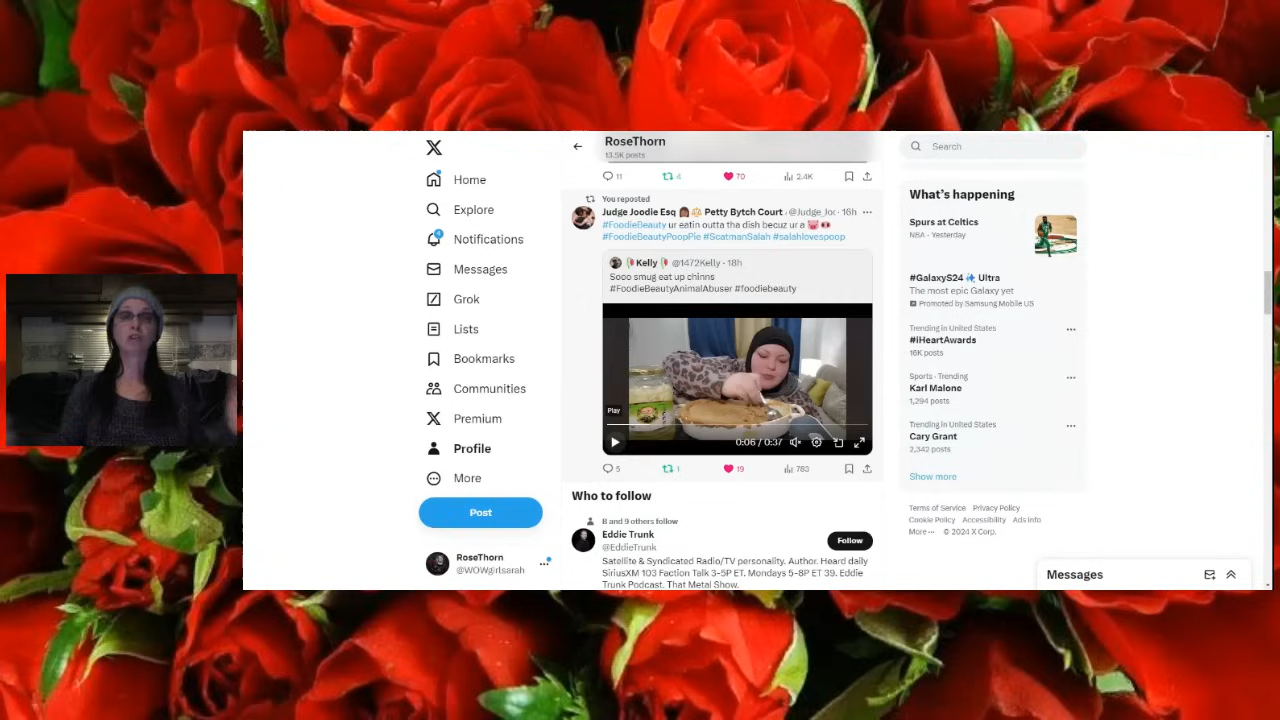 RoseThorn
13.5K posts
11
4
70
2.4K
You reposted
Judge Joodie Esq Petty Bytch Court
16h
#FoodieBeauty ur eatin outta tha dish becuz ur a
#FoodieBeautyPoopPie #ScatmanSalah #salahlovespoop
Kelly @1472Kelly · 18h
Sooo smug eat up chinns
#FoodieBeautyAnimalAbuser #foodiebeauty
Play
0:06 / 0:37
5
1
19
783
Who to follow
8 and 9 others follow
Eddie Trunk
@EddieTrunk
Follow
Satellite & Syndicated Radio/TV personality. Author. Heard daily
SiriusXM 103 Faction Talk 3-5P ET. Mondays 5-8P ET 39. Eddie
Trunk Podcast. That Metal Show.
Home
Explore
4
Notifications
Messages
Grok
Lists
Bookmarks
Communities
Premium
Profile
More
Post
RoseThorn
@WOWgirlsarah
Search
What's happening
Spurs at Celtics
NBA · Yesterday
#GalaxyS24 Ultra
The most epic Galaxy yet
Promoted by Samsung Mobile US
Trending in United States
#iHeartAwards
16K posts
Sports · Trending
Karl Malone
1,294 posts
Trending in United States
Cary Grant
2,342 posts
Show more
Terms of Service Privacy Policy
Cookie Policy Accessibility Ads info
More ··· © 2024 X Corp.
Messages